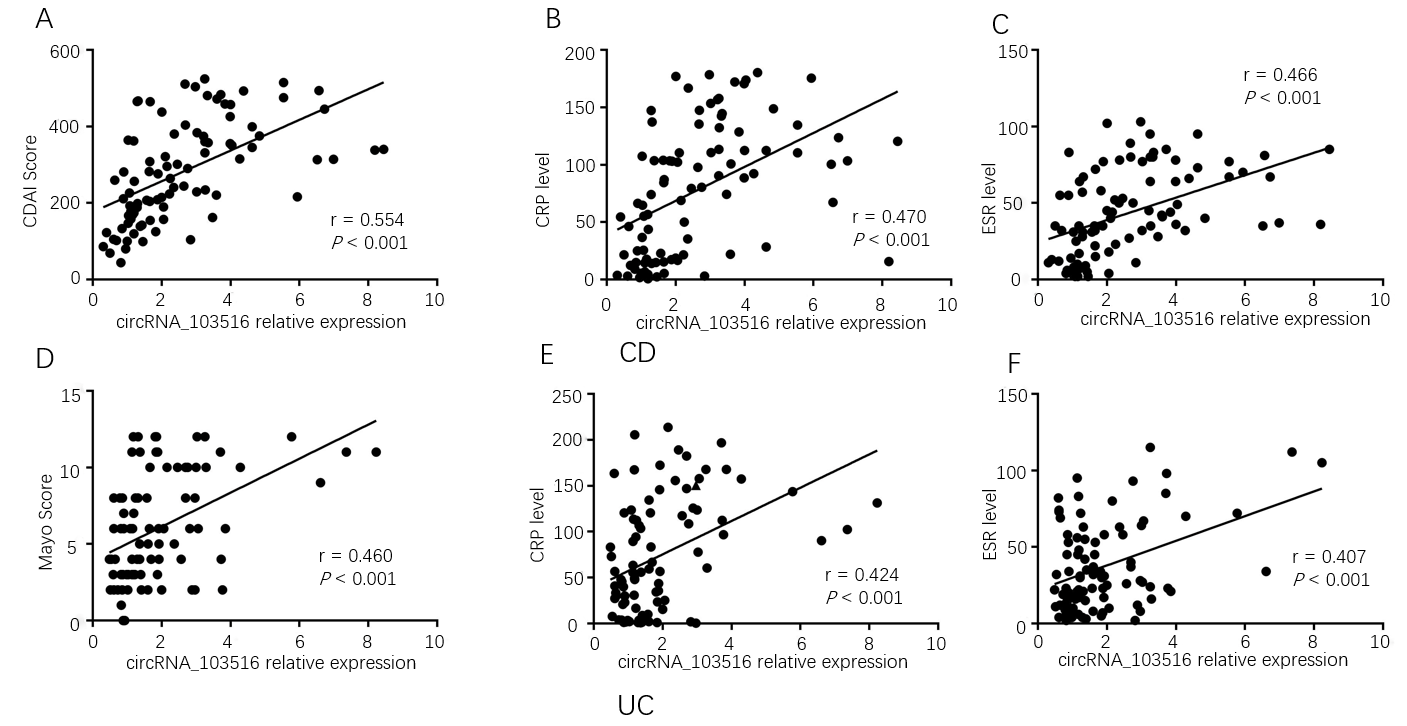 A
CDAI Score
600
400
200
0
0 2 4 6 8 10
circRNA_103516 relative expression
r = 0.554
P < 0.001
B
CRP level
200
150
100
50
0
0 2 4 6 8 10
circRNA_103516 relative expression
r = 0.470
P < 0.001
C
ESR level
150
100
50
0
0 2 4 6 8 10
circRNA_103516 relative expression
r = 0.466
P < 0.001
CD
D
Mayo Score
15
10
5
0
0 2 4 6 8 10
circRNA_103516 relative expression
r = 0.460
P < 0.001
E
CRP level
250
200
150
100
50
0
0 2 4 6 8 10
circRNA_103516 relative expression
r = 0.424
P < 0.001
F
ESR level
150
100
50
0
0 2 4 6 8 10
circRNA_103516 relative expression
r = 0.407
P < 0.001
UC